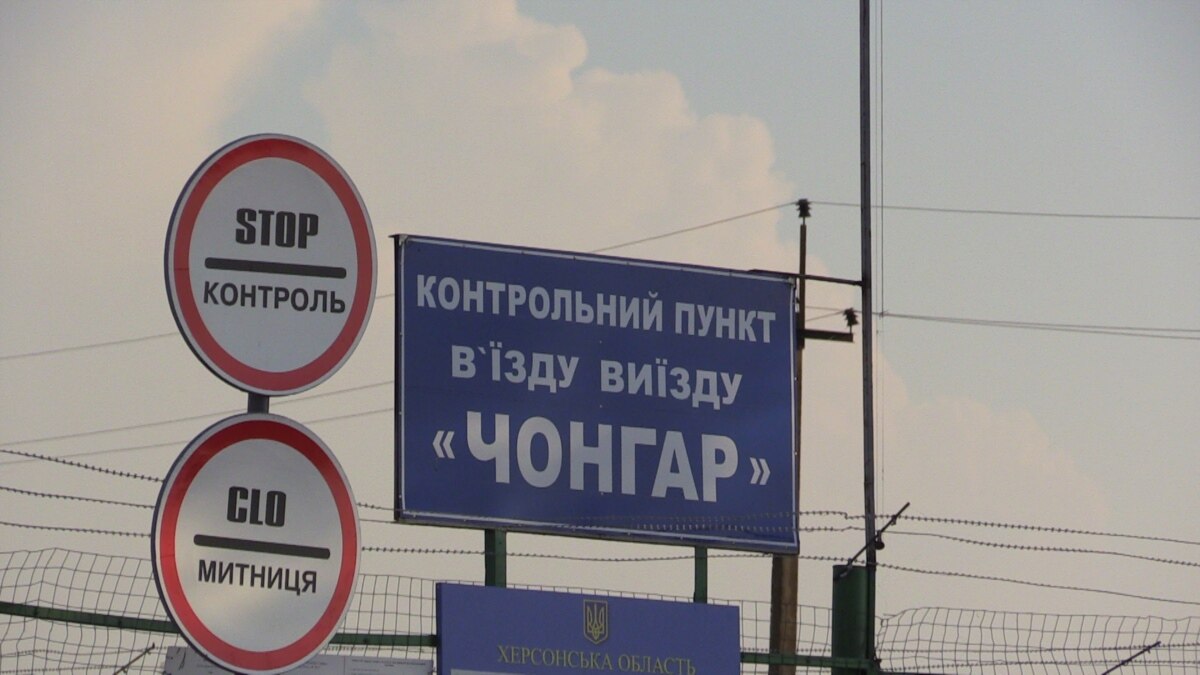 STOP
КОНТРОЛЬ
CLO
МИТНИЦЯ
КОНТРОЛЬНИЙ ПУНКТ
В`ЇЗДУ ВИЇЗДУ
«ЧОНГАР»
ХЕРСОНСЬКА ОБЛАСТЬ